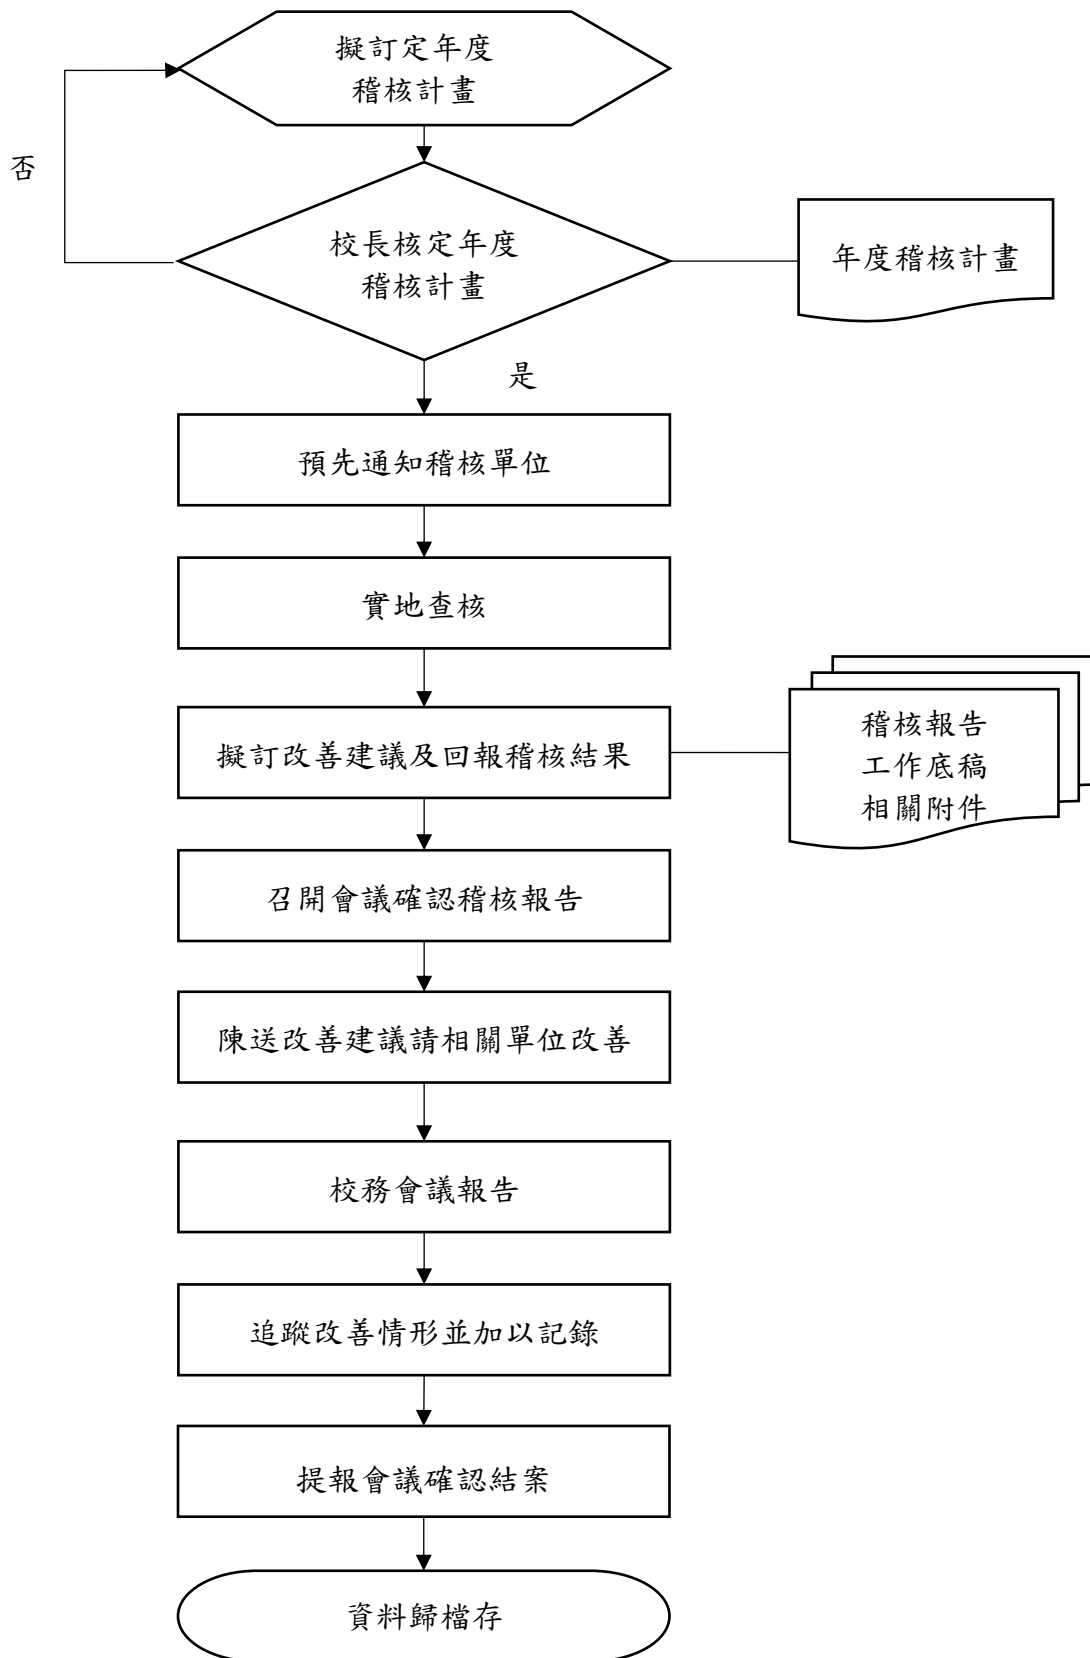 擬訂定年度
稽核計畫
否
校長核定年度
稽核計畫
年度稽核計畫
是
預先通知稽核單位
實地查核
擬訂改善建議及回報稽核結果
稽核報告
工作底稿
相關附件
召開會議確認稽核報告
陳送改善建議請相關單位改善
校務會議報告
追蹤改善情形並加以記錄
提報會議確認結案
資料歸檔存